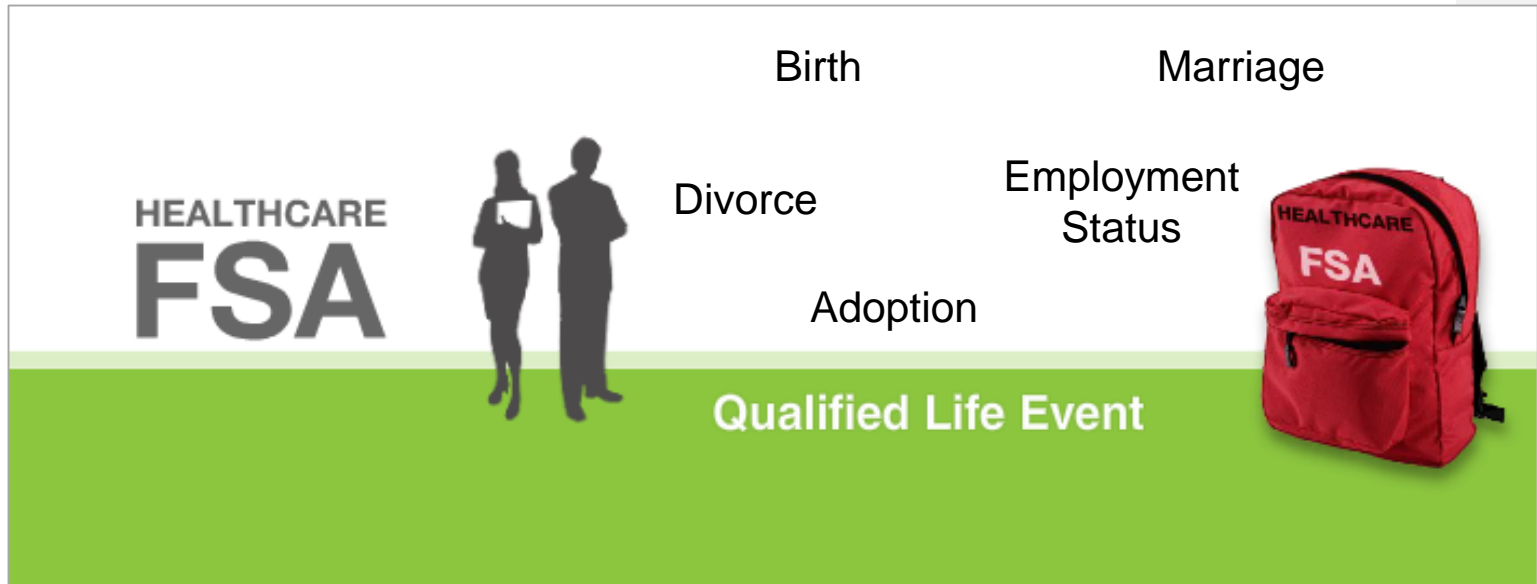 Birth
Marriage
Divorce
Employment
Status
Adoption
HEALTHCARE
FSA
HEALTHCARE
FSA
Qualified Life Event